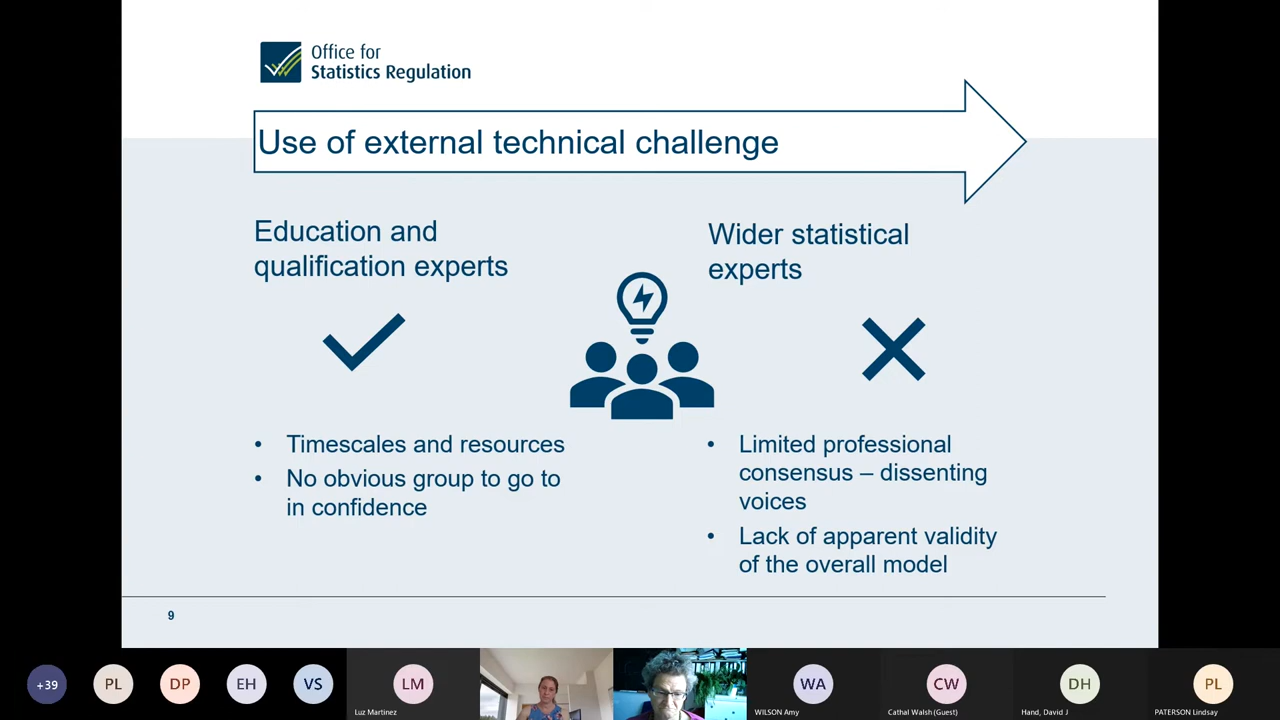 Office for
Statistics Regulation
Use of external technical challenge
Education and
qualification experts
Wider statistical
experts
• Timescales and resources
• No obvious group to go to
in confidence
• Limited professional
consensus – dissenting
voices
• Lack of apparent validity
of the overall model
9
+39
PL
DP
EH
VS
LM
Luz Martinez
WA
WILSON Amy
CW
Cathal Walsh (Guest)
DH
Hand, David J
PL
PATERSON Lindsay